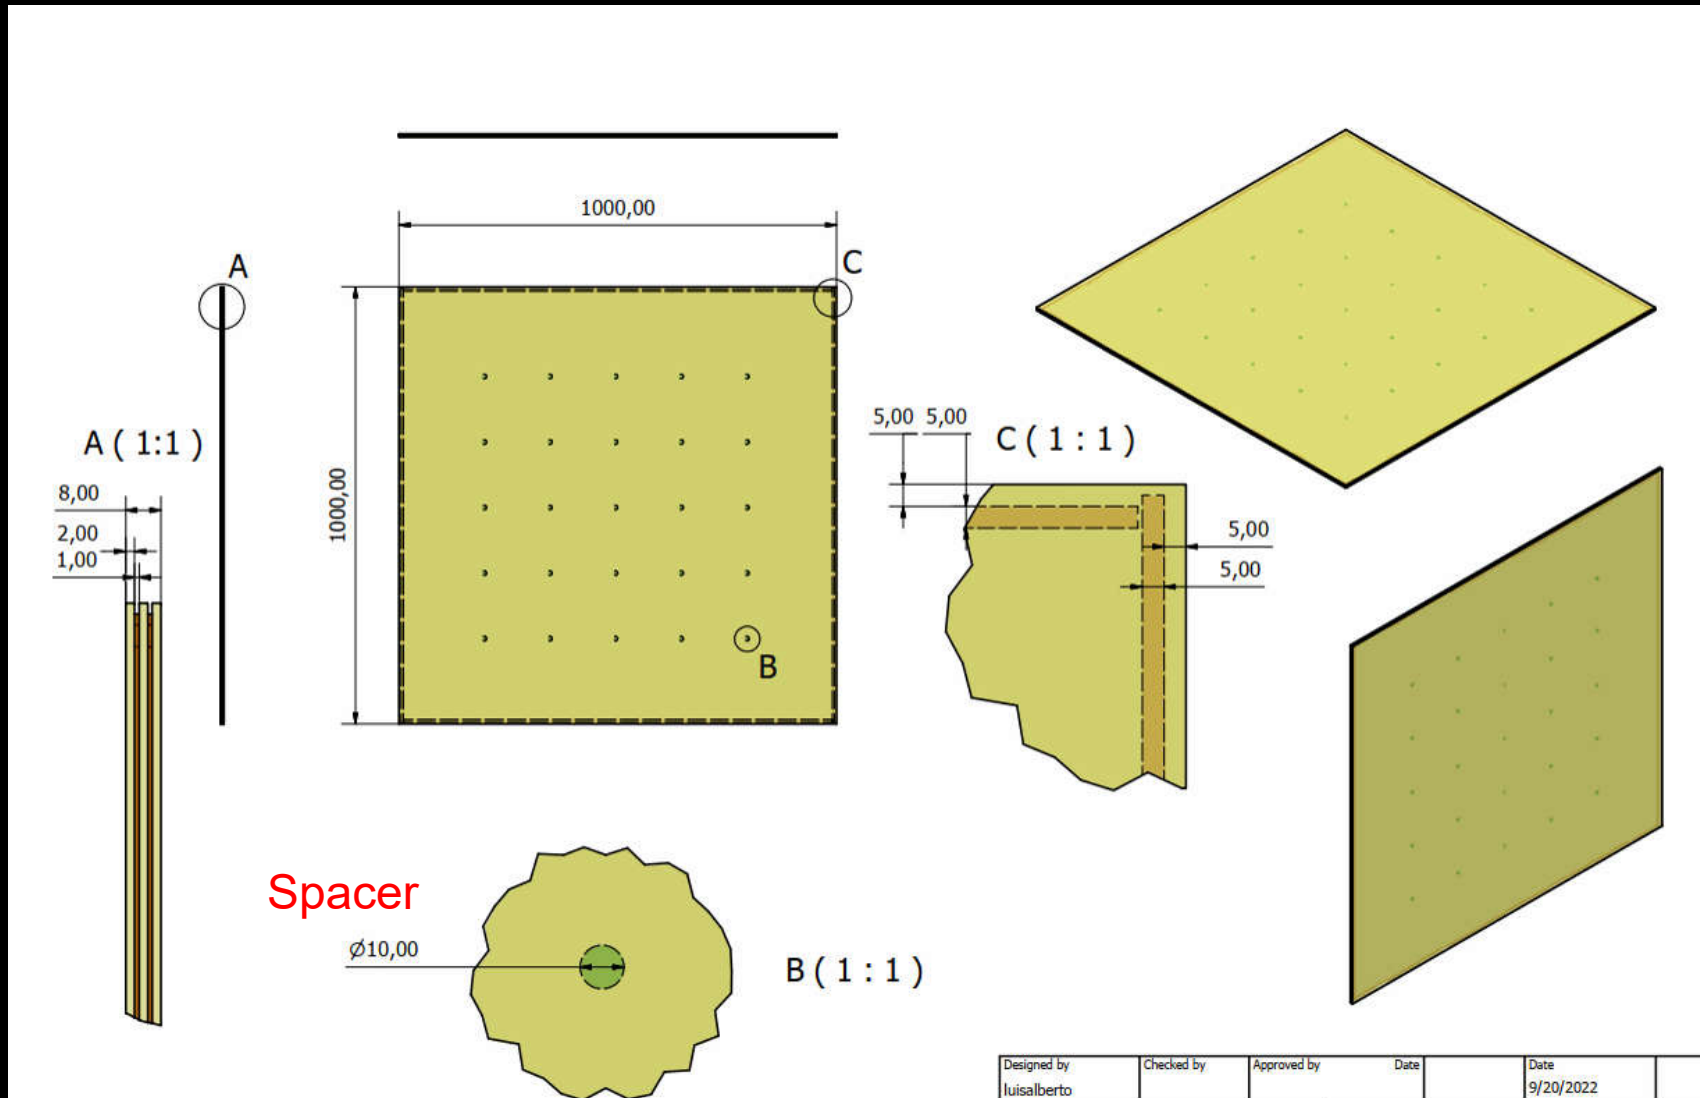 1000,00
A
C
1000,00
B
A ( 1:1 )
8,00
2,00
1,00
5,00 5,00
C ( 1 : 1 )
5,00
5,00
Spacer
Ø10,00
B ( 1 : 1 )
Designed by
luisalberto
Checked by
Approved by
Date
Date
9/20/2022